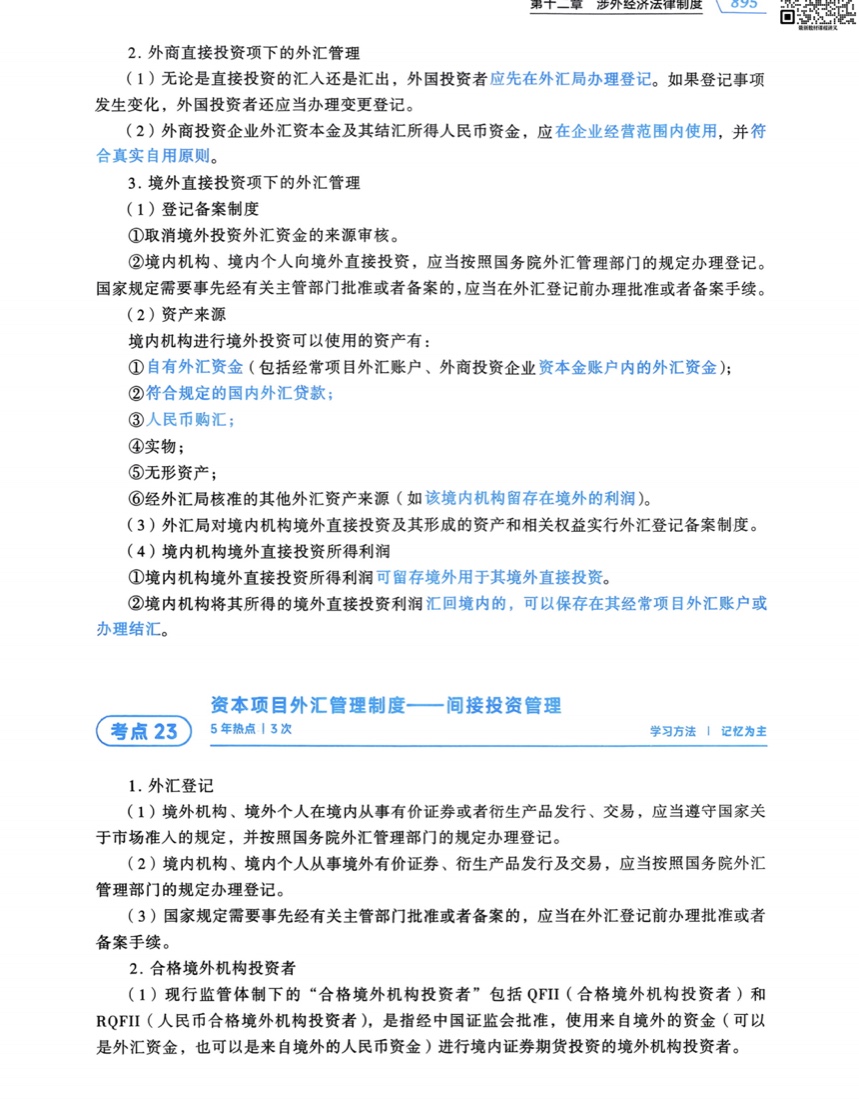 第十二章 涉外经济法律制度 895
2. 外商直接投资项下的外汇管理
（1）无论是直接投资的汇入还是汇出，外国投资者应先在外汇局办理登记。如果登记事项
发生变化，外国投资者还应当办理变更登记。
（2）外商投资企业外汇资本金及其结汇所得人民币资金，应在企业经营范围内使用，并符
合真实自用原则。
3. 境外直接投资项下的外汇管理
（1）登记备案制度
①取消境外投资外汇资金的来源审核。
②境内机构、境内个人向境外直接投资，应当按照国务院外汇管理部门的规定办理登记。
国家规定需要事先经有关主管部门批准或者备案的，应当在外汇登记前办理批准或者备案手续。
（2）资产来源
境内机构进行境外投资可以使用的资产有：
①自有外汇资金（包括经常项目外汇账户、外商投资企业资本金账户内的外汇资金）；
②符合规定的国内外汇贷款；
③人民币购汇；
④实物；
⑤无形资产；
⑥经外汇局核准的其他外汇资产来源（如该境内机构留存在境外的利润）。
（3）外汇局对境内机构境外直接投资及其形成的资产和相关权益实行外汇登记备案制度。
（4）境内机构境外直接投资所得利润
①境内机构境外直接投资所得利润可留存境外用于其境外直接投资。
②境内机构将其所得的境外直接投资利润汇回境内的，可以保存在其经常项目外汇账户或
办理结汇。
考点 23
资本项目外汇管理制度——间接投资管理
5 年热点 | 3 次
学习方法 | 记忆为主
1. 外汇登记
（1）境外机构、境外个人在境内从事有价证券或者衍生产品发行、交易，应当遵守国家关
于市场准入的规定，并按照国务院外汇管理部门的规定办理登记。
（2）境内机构、境内个人从事境外有价证券、衍生产品发行及交易，应当按照国务院外汇
管理部门的规定办理登记。
（3）国家规定需要事先经有关主管部门批准或者备案的，应当在外汇登记前办理批准或者
备案手续。
2. 合格境外机构投资者
（1）现行监管体制下的“合格境外机构投资者”包括 QFII（合格境外机构投资者）和
RQFII（人民币合格境外机构投资者），是指经中国证监会批准，使用来自境外的资金（可以
是外汇资金，也可以是来自境外的人民币资金）进行境内证券期货投资的境外机构投资者。